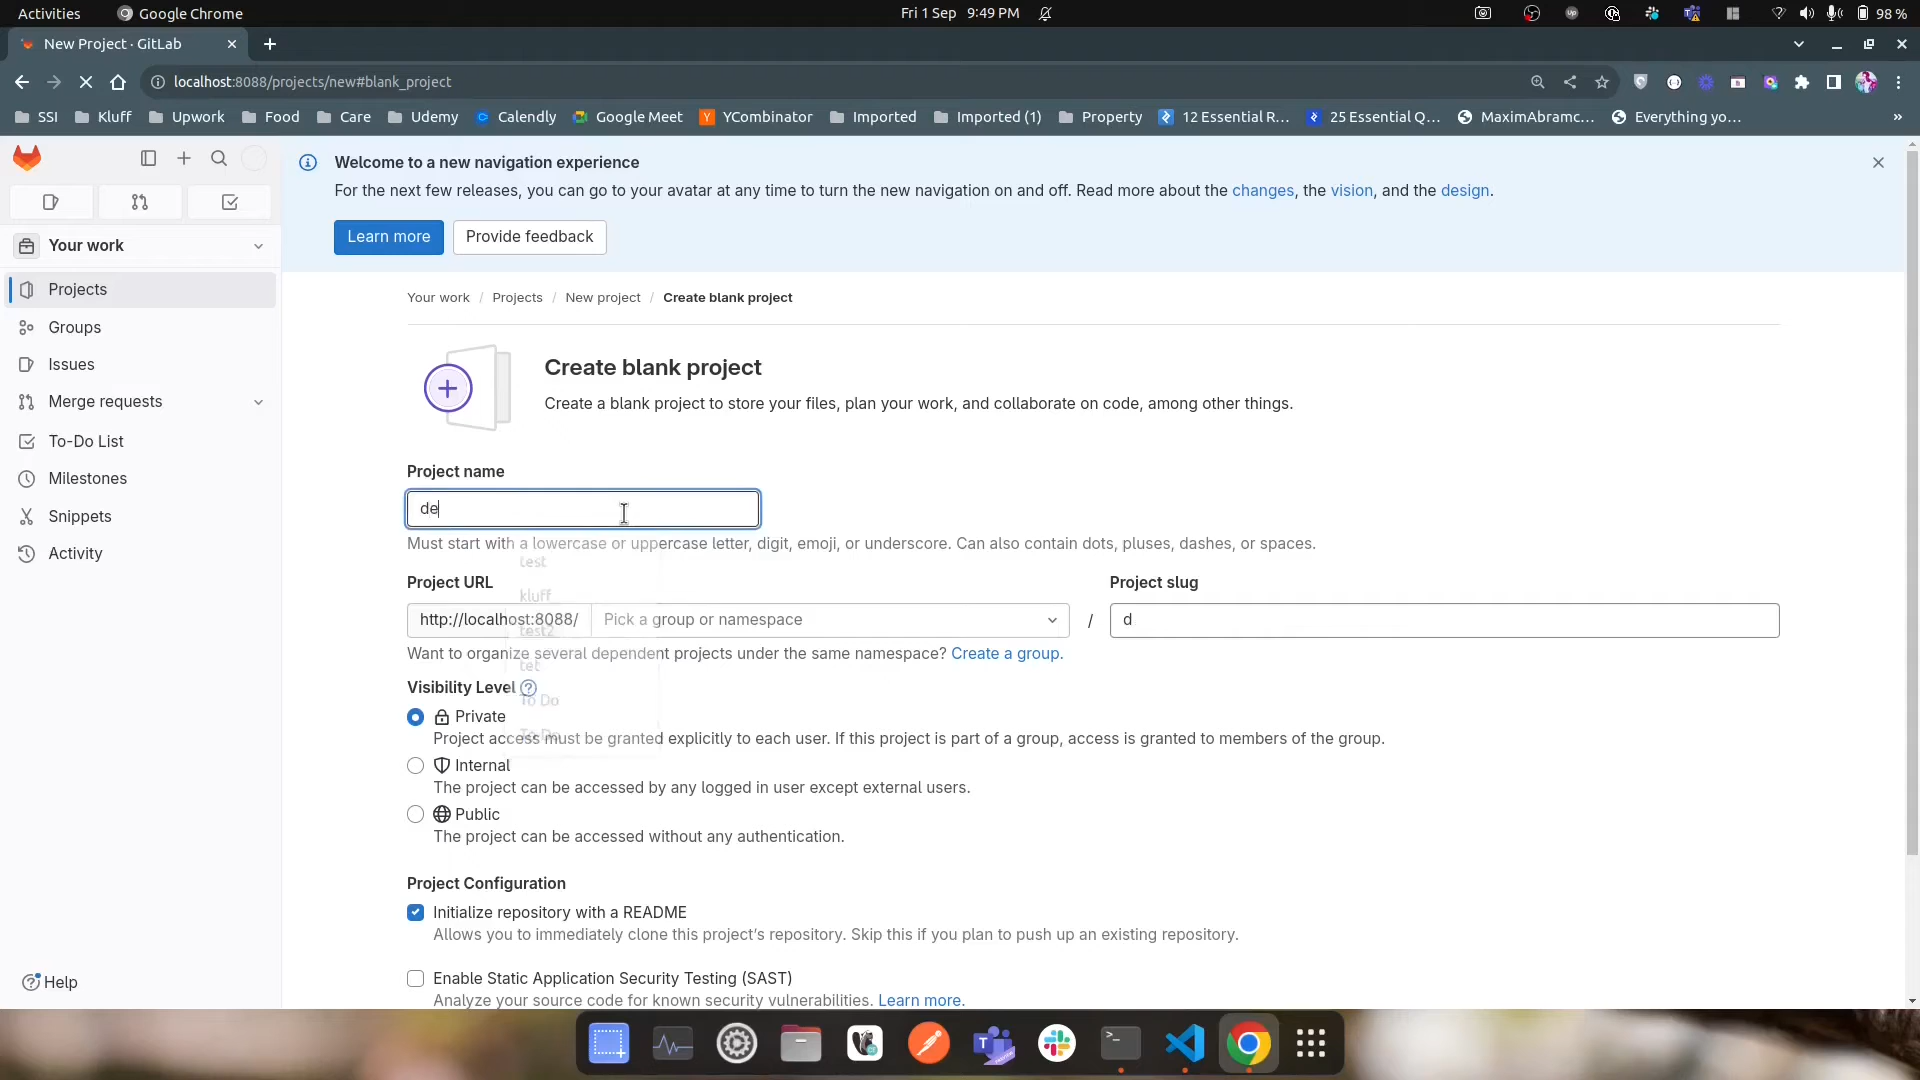 Activities
Google Chrome
Fri 1 Sep 9:49 PM
98 %
New Project · GitLab
localhost:8088/projects/new#blank_project
SSI
Kluff
Upwork
Food
Care
Udemy
Calendly
Google Meet
YCombinator
Imported
Imported (1)
Property
12 Essential R...
25 Essential Q...
MaximAbramc...
Everything yo...
»
Welcome to a new navigation experience
For the next few releases, you can go to your avatar at any time to turn the new navigation on and off. Read more about the changes, the vision, and the design.
Learn more
Provide feedback
Your work
Projects
Groups
Issues
Merge requests
To-Do List
Milestones
Snippets
Activity
Help
Your work / Projects / New project / Create blank project
Create blank project
Create a blank project to store your files, plan your work, and collaborate on code, among other things.
Project name
de
Must start with a lowercase or uppercase letter, digit, emoji, or underscore. Can also contain dots, pluses, dashes, or spaces.
test
kluff
test2
tet
To Do
To Do
Project URL
http://localhost:8088/
Pick a group or namespace
/
Project slug
d
Want to organize several dependent projects under the same namespace? Create a group.
Visibility Level
Private
Project access must be granted explicitly to each user. If this project is part of a group, access is granted to members of the group.
Internal
The project can be accessed by any logged in user except external users.
Public
The project can be accessed without any authentication.
Project Configuration
Initialize repository with a README
Allows you to immediately clone this project's repository. Skip this if you plan to push up an existing repository.
Enable Static Application Security Testing (SAST)
Analyze your source code for known security vulnerabilities. Learn more.